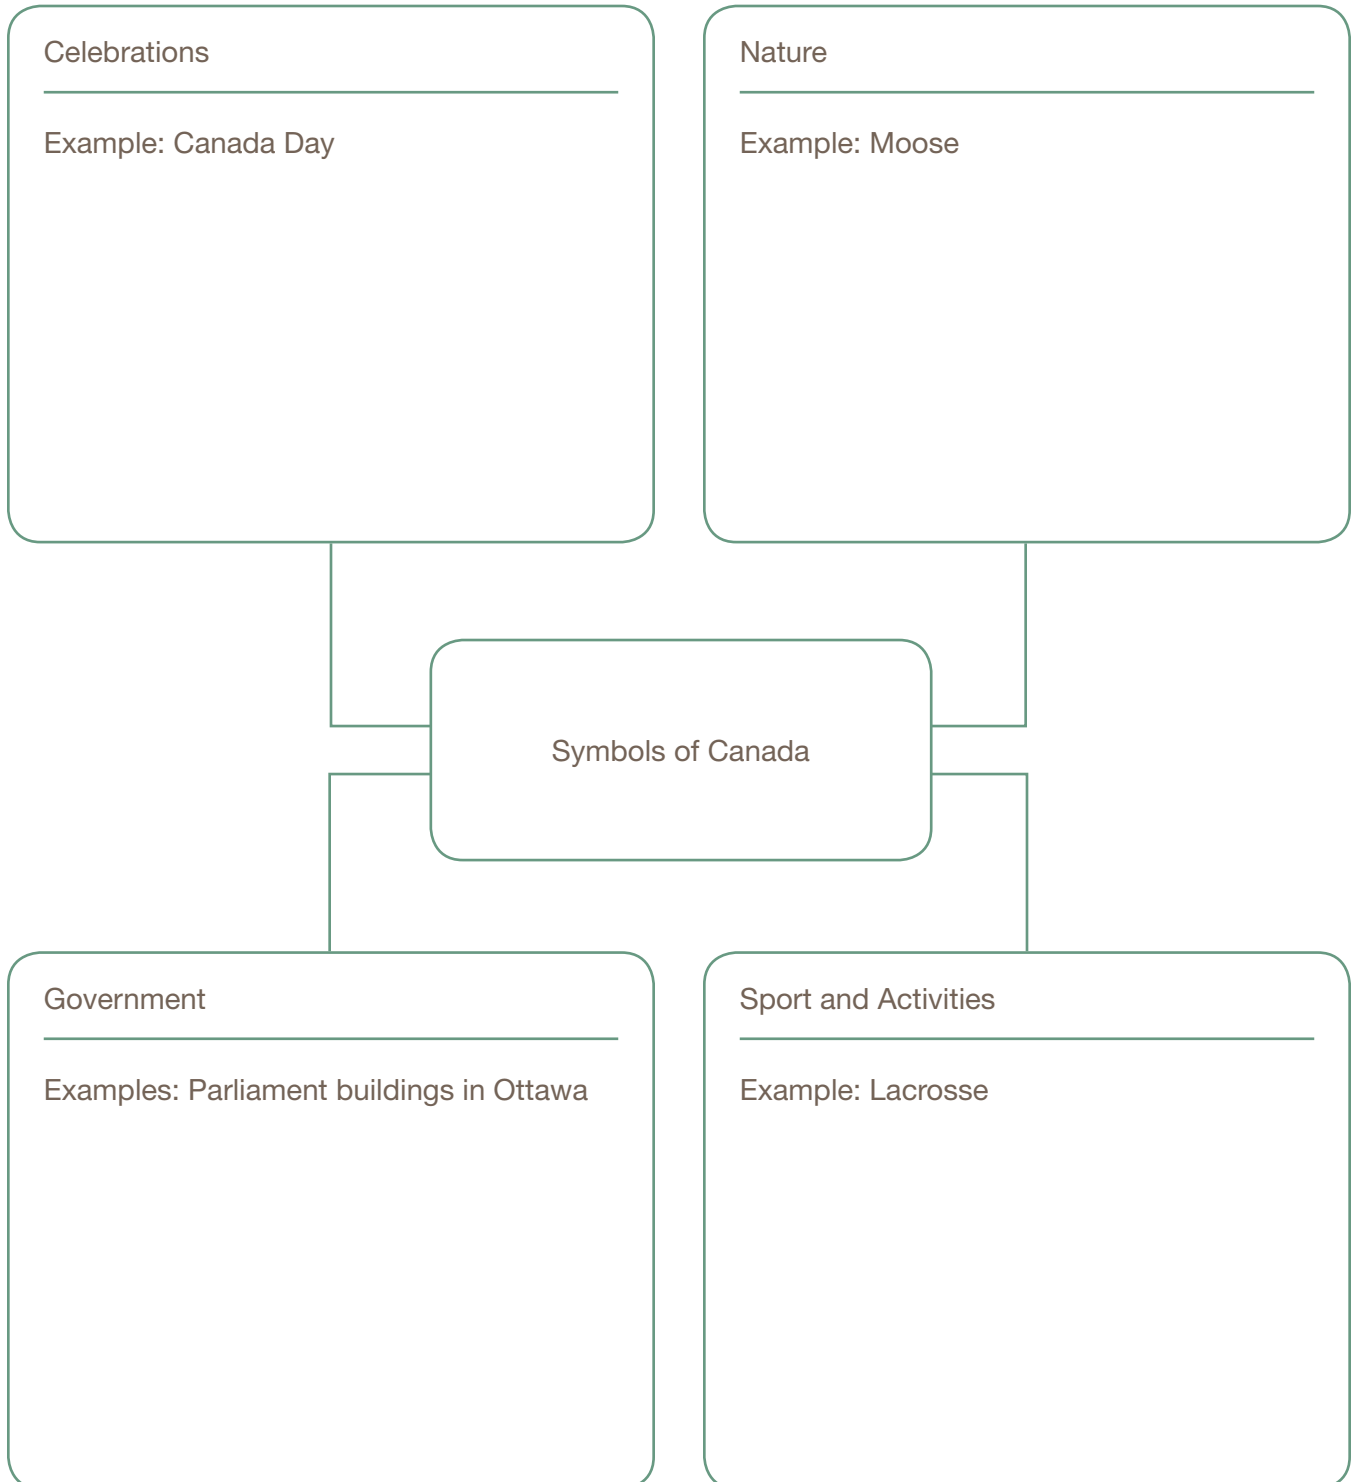 Celebrations
Example: Canada Day
Nature
Example: Moose
Symbols of Canada
Government
Examples: Parliament buildings in Ottawa
Sport and Activities
Example: Lacrosse